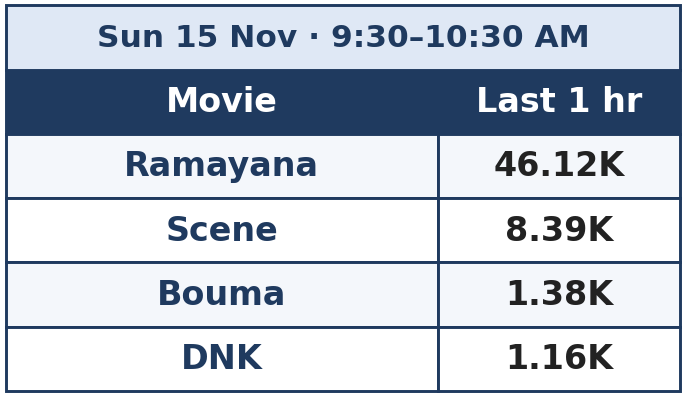 Sun 15 Nov · 9:30–10:30 AM
Movie Last 1 hr
Ramayana 46.12K
Scene 8.39K
Bouma 1.38K
DNK 1.16K